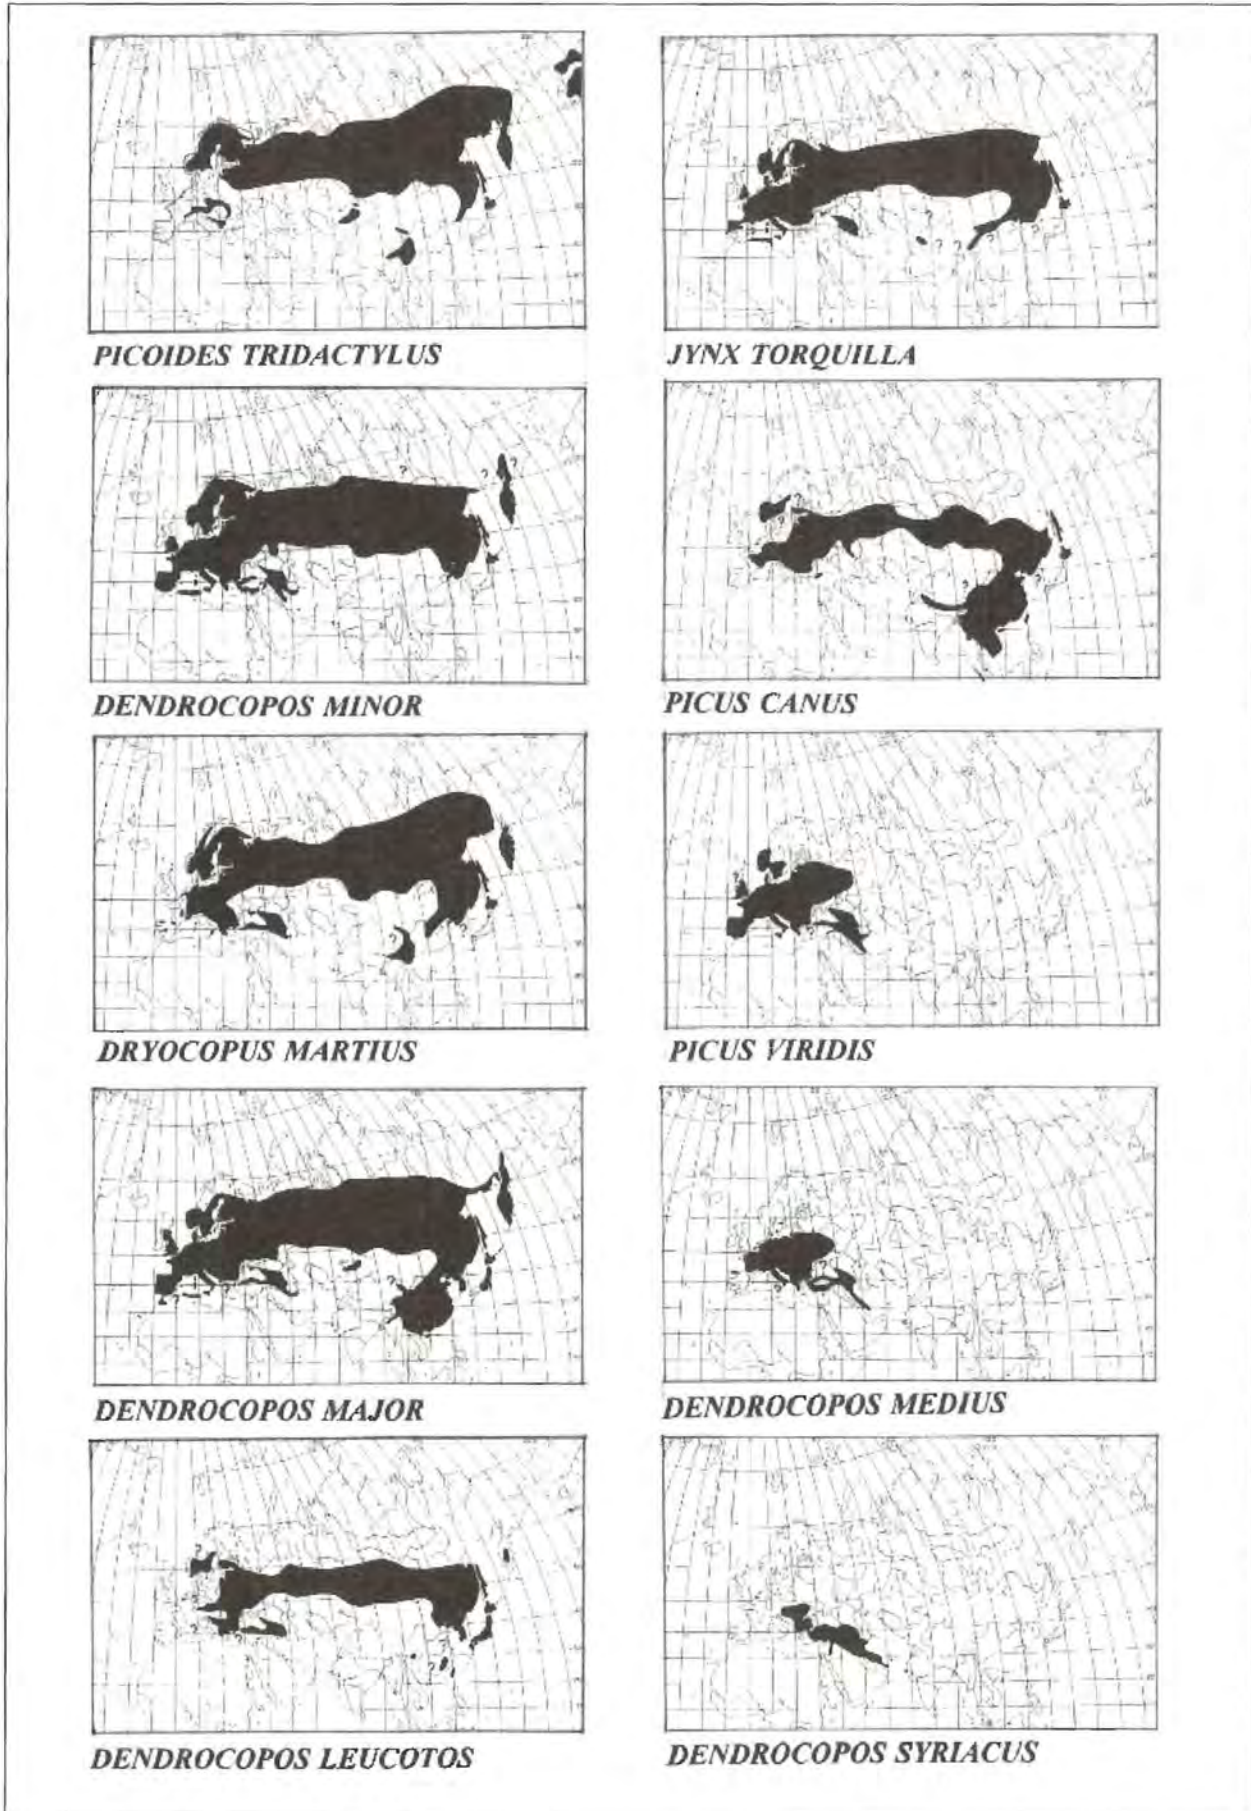 PICOIDES TRIDACTYLUS
JYNX TORQUILLA
DENDROCOPOS MINOR
PICUS CANUS
DRYOCOPUS MARTIUS
PICUS VIRIDIS
DENDROCOPOS MAJOR
DENDROCOPOS MEDIUS
DENDROCOPOS LEUCOTOS
DENDROCOPOS SYRIACUS